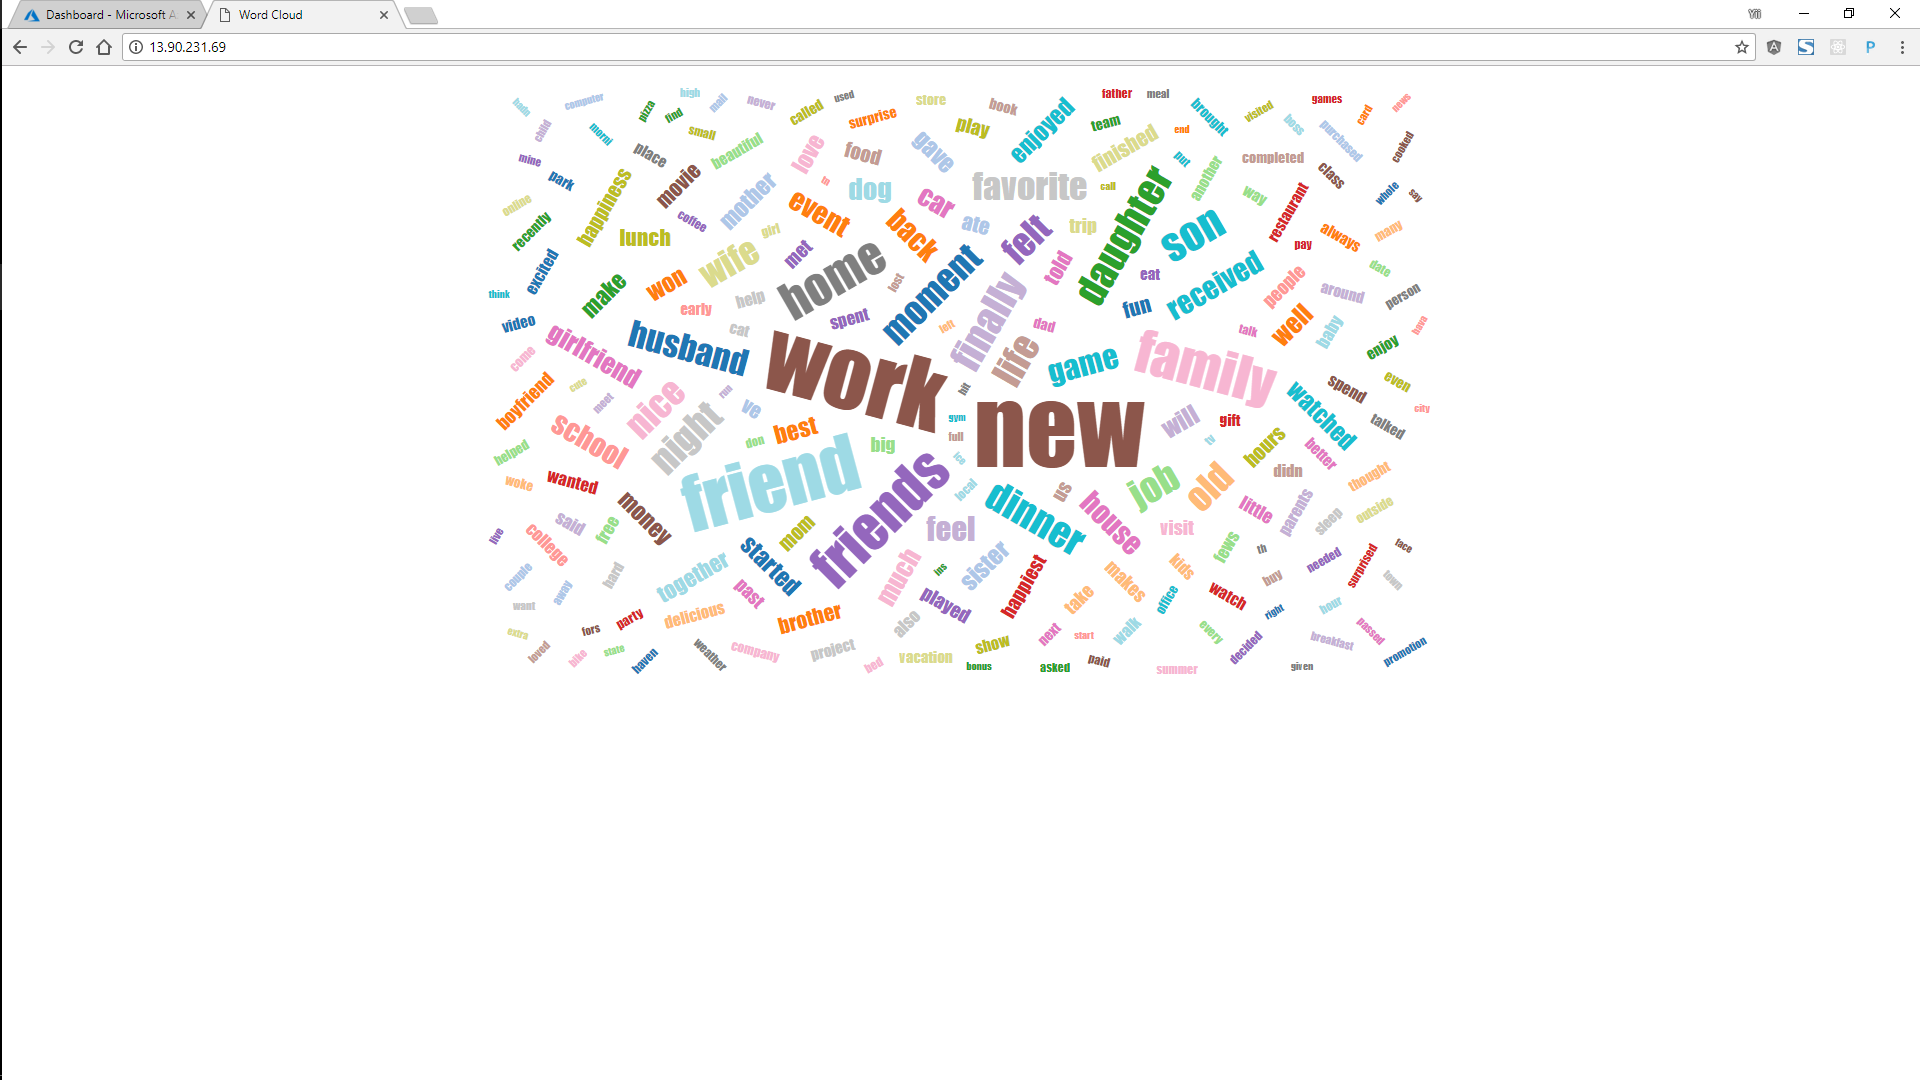 Dashboard - Microsoft A
Word Cloud
Yii
13.90.231.69
high
father
meal
games
news
computer
mail
never
used
store
book
enjoyed
brought
visited
card
pizza
find
called
surprise
play
team
end
boss
purchased
child
small
love
gave
finished
put
cooked
mine
place
beautiful
food
completed
class
park
movie
mother
dog
favorite
call
another
way
restaurant
whole
say
online
happiness
coffee
event
car
daughter
recently
lunch
girl
back
ate
felt
trip
son
pay
always
many
excited
wife
met
home
told
eat
received
people
date
think
make
won
help
lost
moment
finally
fun
around
person
video
early
spent
left
dad
talk
well
baby
girlfriend
husband
cat
life
game
family
enjoy
come
cute
work
hit
spend
even
boyfriend
meet
nice
run
ve
gym
new
will
gift
watched
city
school
night
don
best
big
full
tv
hours
talked
helped
ice
better
woke
wanted
friend
friends
local
us
job
old
didn
thought
money
dinner
house
little
parents
live
said
free
mom
feel
visit
sleep
outside
college
started
fews
th
needed
face
couple
hard
together
much
ins
sister
happiest
makes
kids
buy
surprised
town
want
away
past
played
take
office
watch
right
hour
extra
fors
party
delicious
brother
also
show
next
start
walk
every
decided
breakfast
passed
promotion
loved
bike
state
haven
weather
company
project
bed
vacation
bonus
asked
paid
summer
given